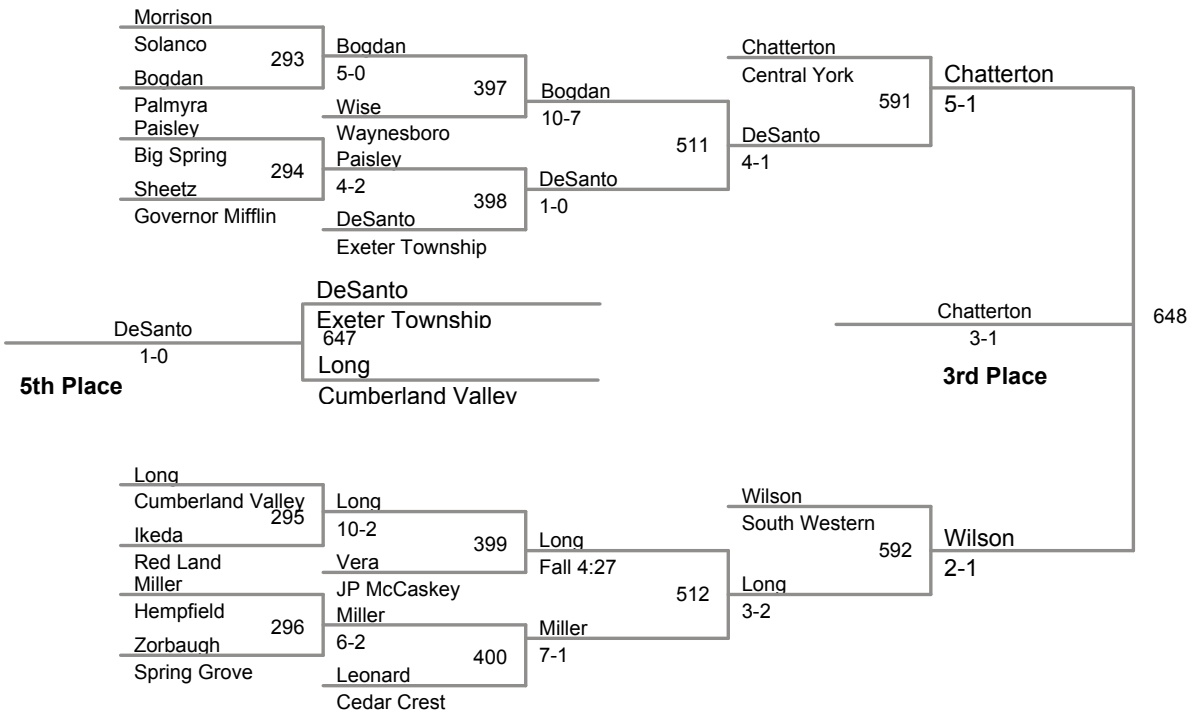 Morrison
Solanco
293
Bogdan
Palmyra
Bogdan
5-0
397
Wise
Waynesboro
Paisley
Big Spring
294
Sheetz
Governor Mifflin
Paisley
4-2
398
DeSanto
Exeter Township
Bogdan
10-7
511
DeSanto
1-0
Chatterton
Central York
591
DeSanto
4-1
Chatterton
5-1
DeSanto
Exeter Township
647
Long
Cumberland Valley
DeSanto
1-0
5th Place
Chatterton
3-1
3rd Place
648
Long
Cumberland Valley
295
Ikeda
Red Land
Long
10-2
399
Vera
JP McCaskey
Miller
Hempfield
296
Zorbaugh
Spring Grove
Miller
6-2
400
Leonard
Cedar Crest
Long
Fall 4:27
512
Miller
7-1
Wilson
South Western
592
Long
3-2
Wilson
2-1